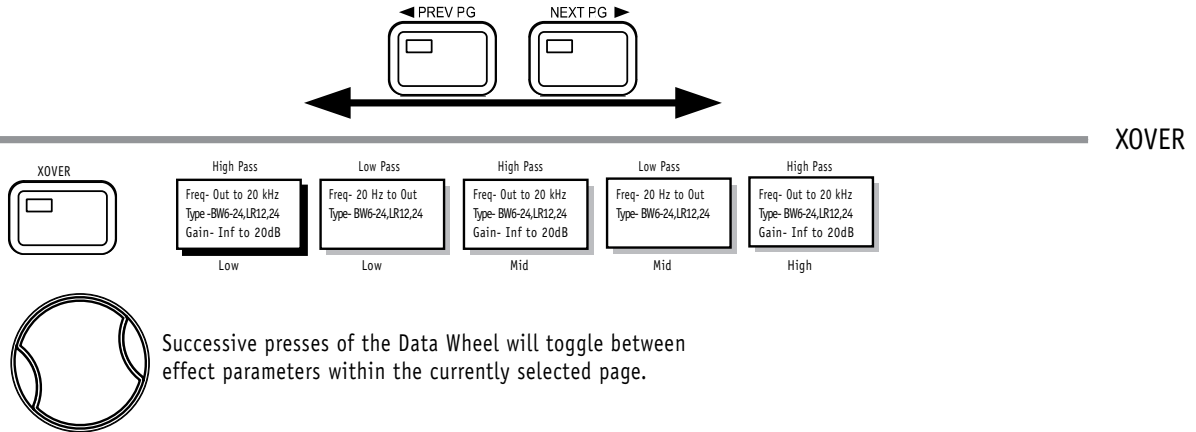 ◄ PREV PG NEXT PG ►
XOVER
XOVER
High Pass
Freq- Out to 20 kHz
Type -BW6-24,LR12,24
Gain- Inf to 20dB
Low
Low Pass
Freq- 20 Hz to Out
Type- BW6-24,LR12,24
Low
High Pass
Freq- Out to 20 kHz
Type- BW6-24,LR12,24
Gain- Inf to 20dB
Mid
Low Pass
Freq- 20 Hz to Out
Type- BW6-24,LR12,24
Mid
High Pass
Freq- Out to 20 kHz
Type- BW6-24,LR12,24
Gain- Inf to 20dB
High
Successive presses of the Data Wheel will toggle between
effect parameters within the currently selected page.